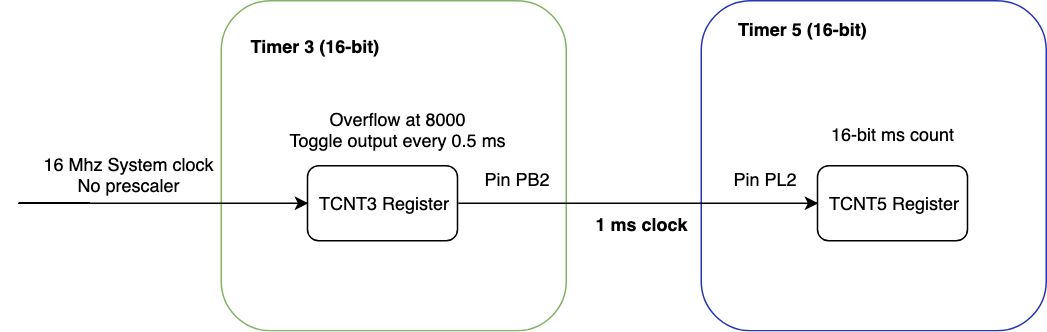 Timer 3 (16-bit)
Timer 5 (16-bit)
Overflow at 8000
Toggle output every 0.5 ms
16-bit ms count
16 Mhz System clock
No prescaler
Pin PB2
Pin PL2
TCNT3 Register
TCNT5 Register
1 ms clock